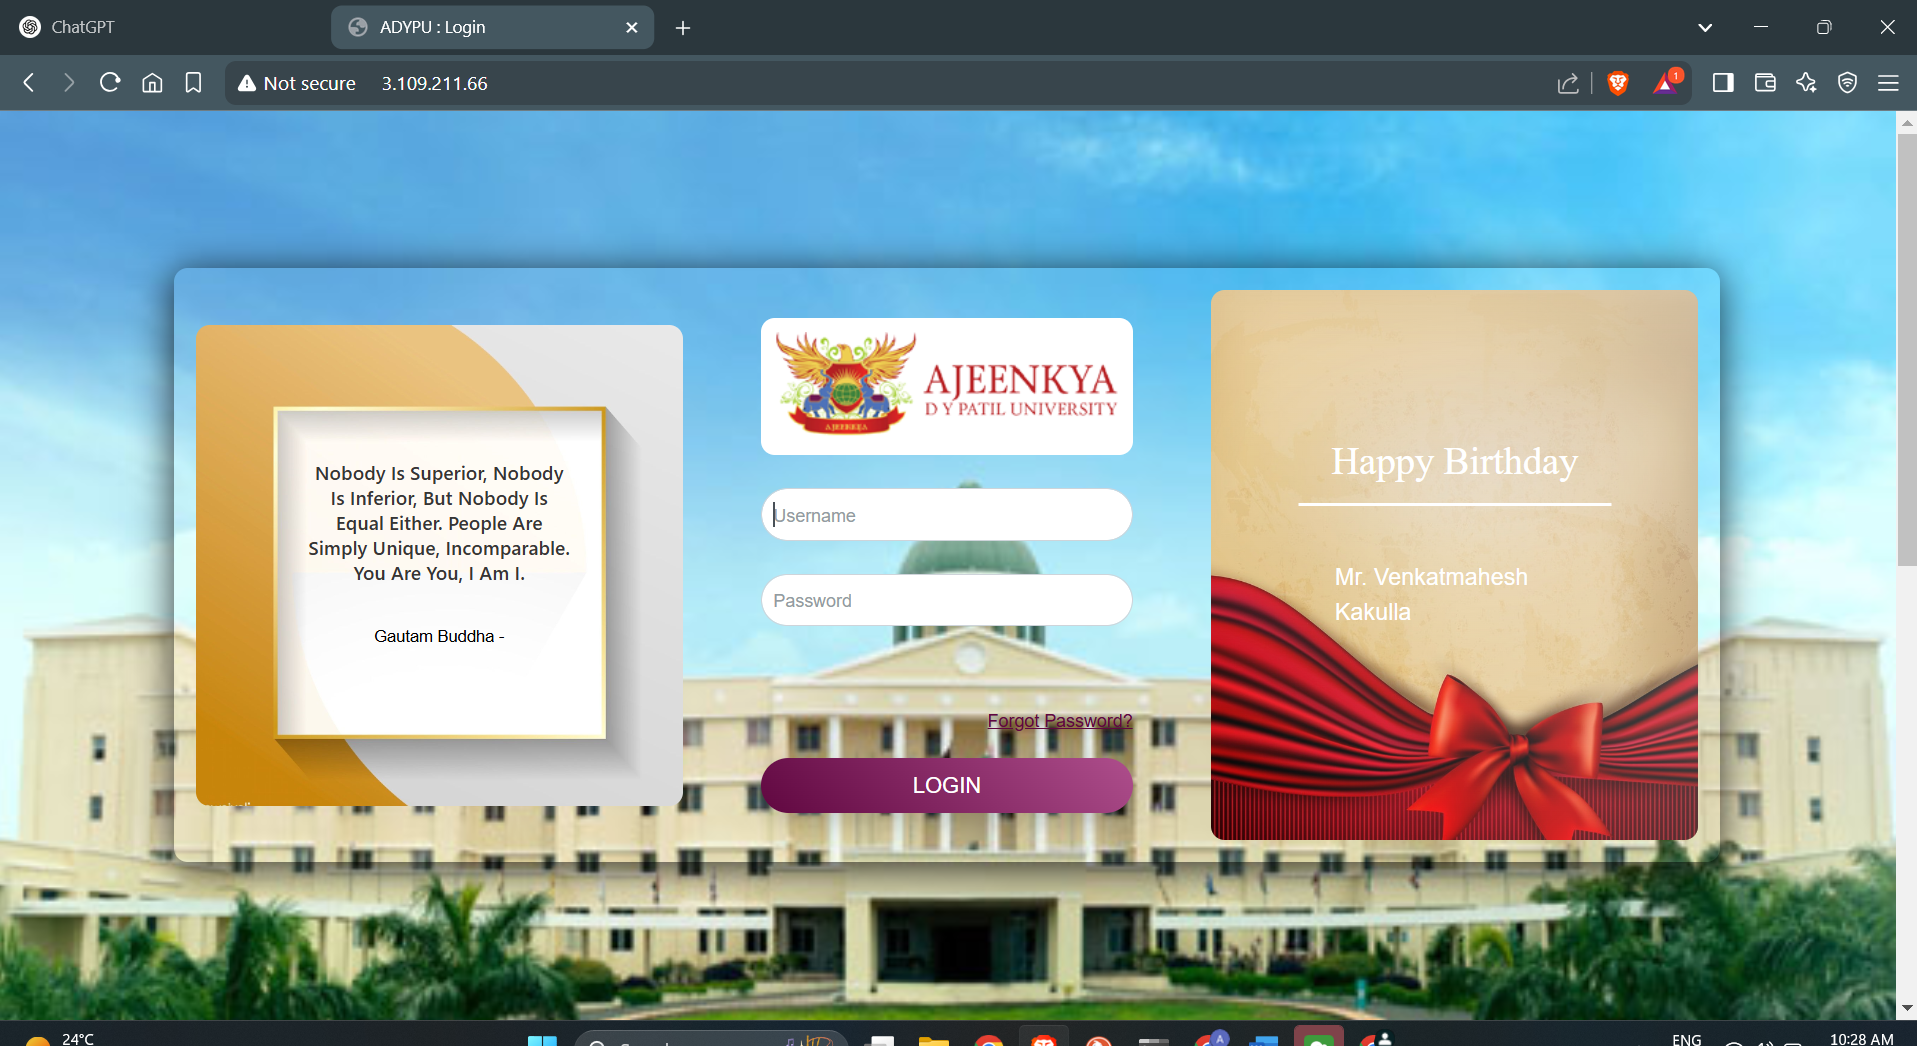 ChatGPT
ADYPU : Login
Not secure 3.109.211.66
1
Nobody Is Superior, Nobody
Is Inferior, But Nobody Is
Equal Either. People Are
Simply Unique, Incomparable.
You Are You, I Am I.
Gautam Buddha -
AJEENKYA
D Y PATIL UNIVERSITY
Username
Password
Forgot Password?
LOGIN
Happy Birthday
Mr. Venkatmahesh
Kakulla
24°C
A
ENG
10:28 AM